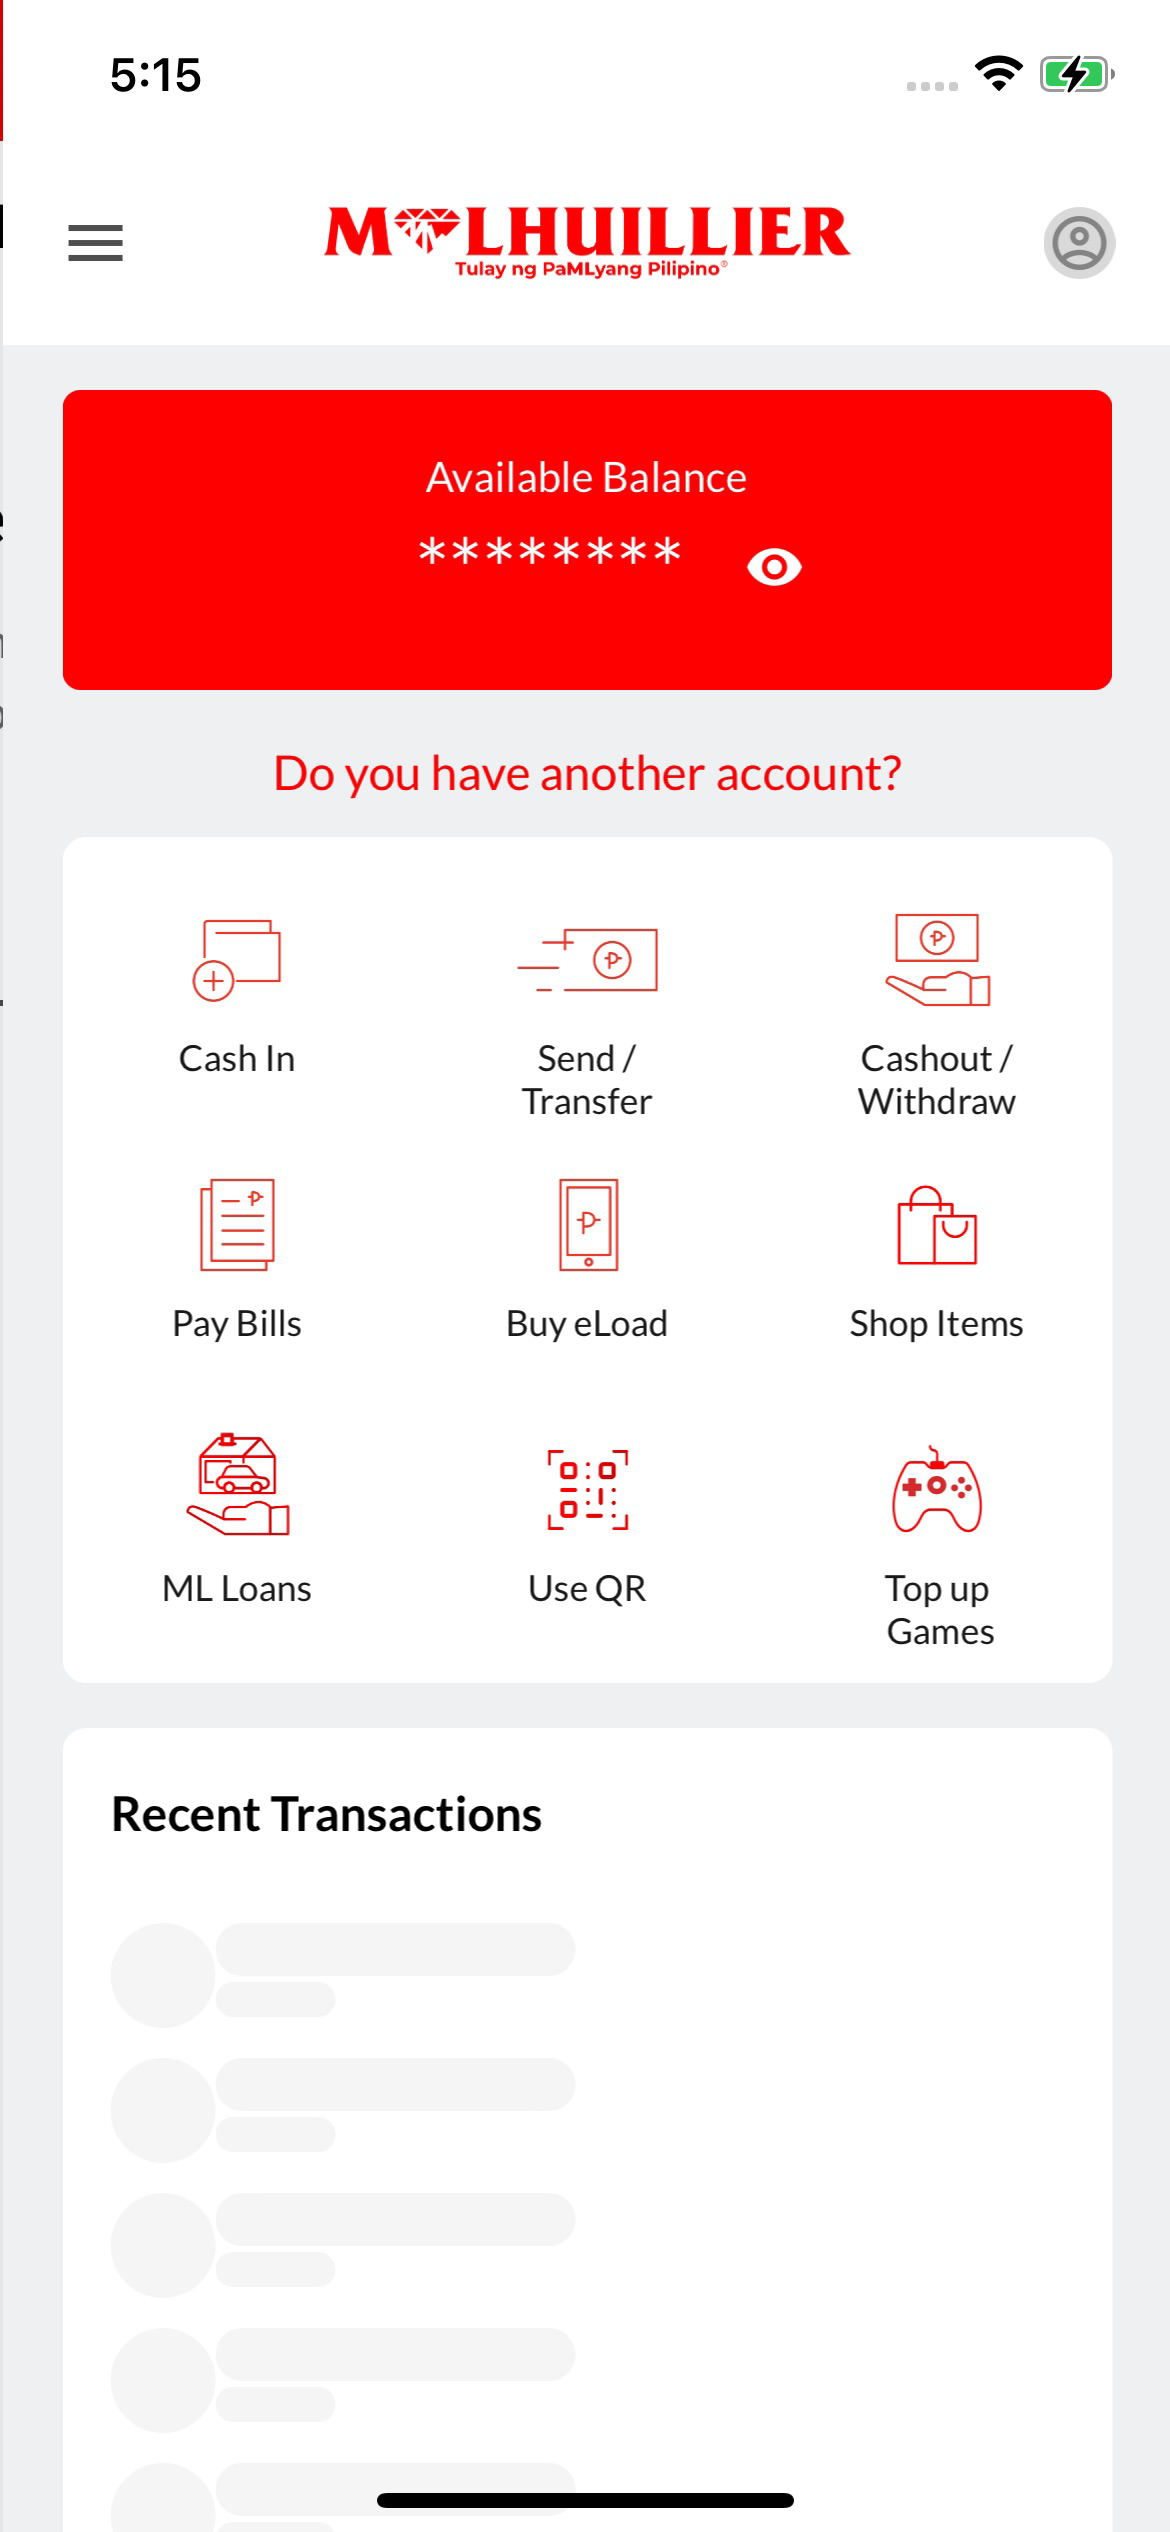 5:15
M LHUILLIER
Tulay ng PaMLyang Pilipino®
Available Balance
********
Do you have another account?
Cash In
Send /
Transfer
Cashout /
Withdraw
Pay Bills
Buy eLoad
Shop Items
ML Loans
Use QR
Top up
Games
Recent Transactions